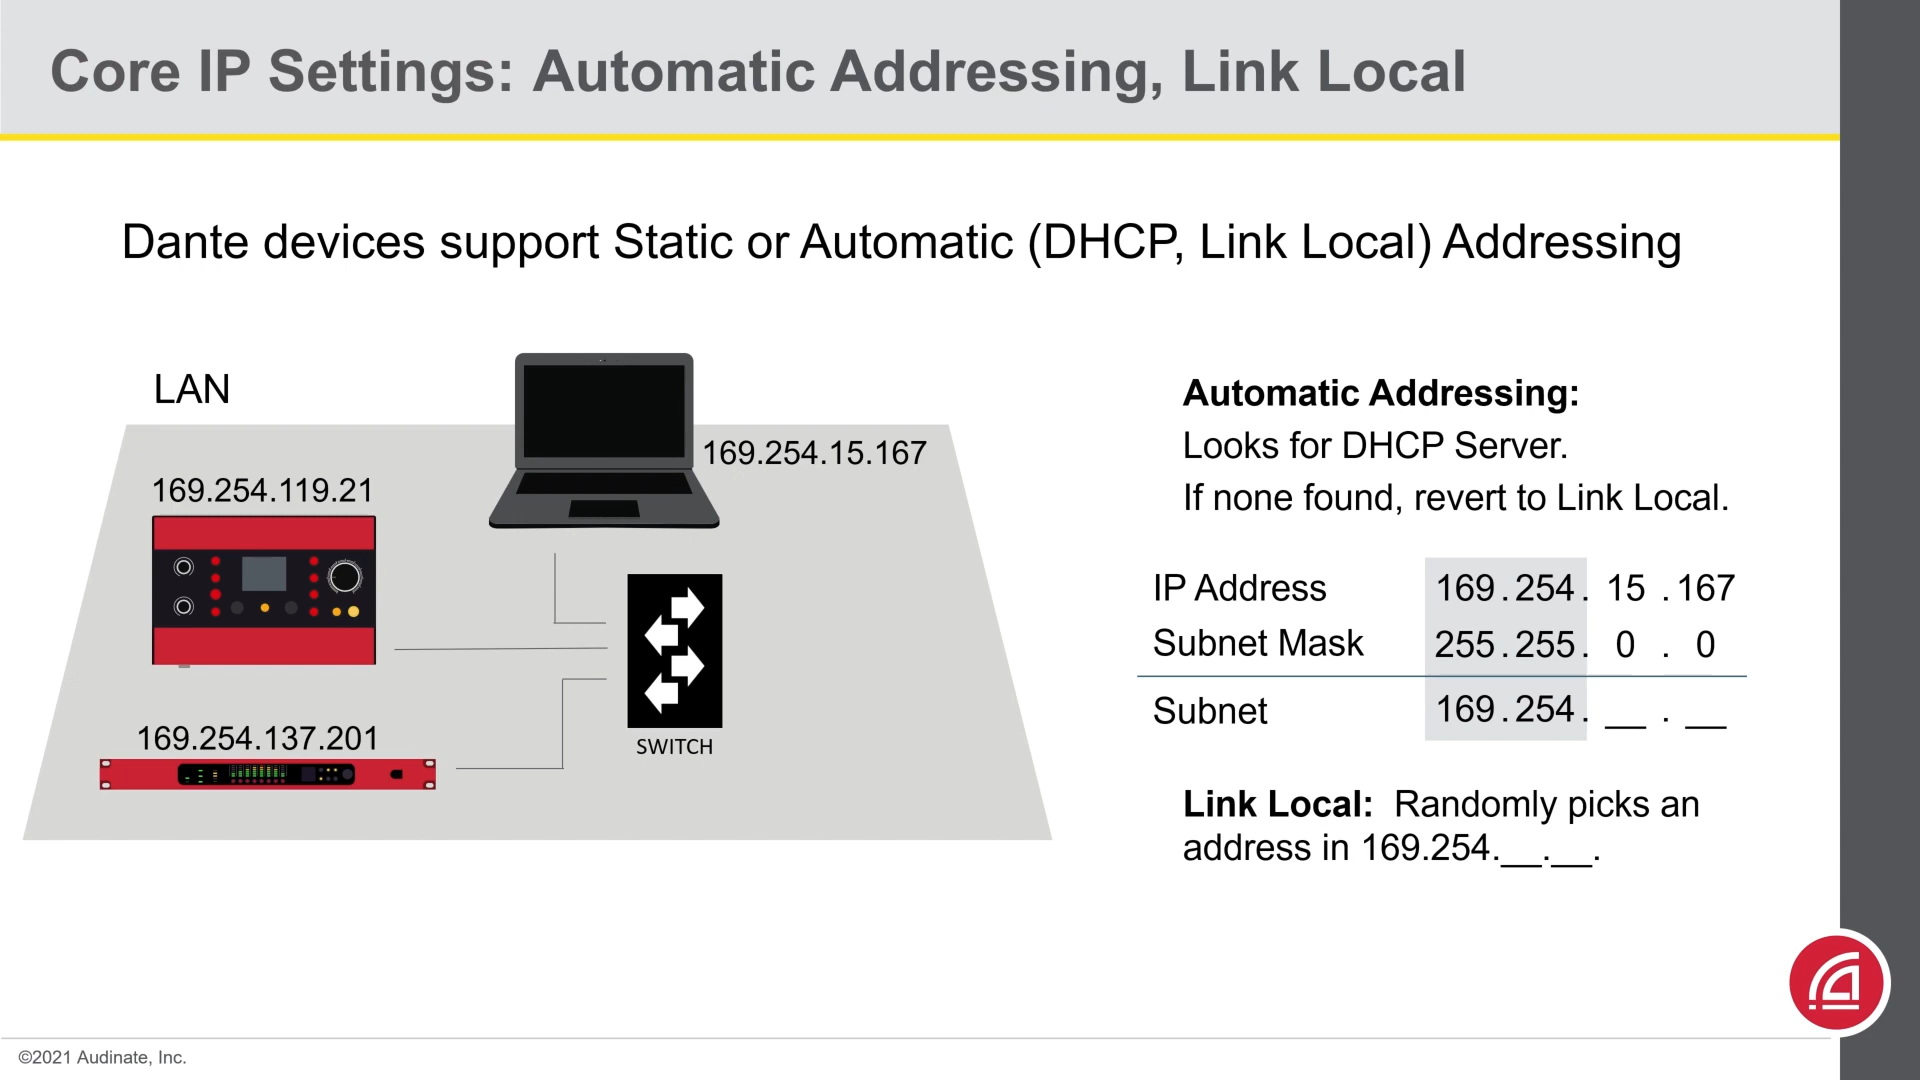 Core IP Settings: Automatic Addressing, Link Local
Dante devices support Static or Automatic (DHCP, Link Local) Addressing
LAN
169.254.15.167
169.254.119.21
169.254.137.201
SWITCH
Automatic Addressing:
Looks for DHCP Server.
If none found, revert to Link Local.
IP Address 169.254. 15 .167
Subnet Mask 255.255. 0 . 0
Subnet 169.254. __ . __
Link Local: Randomly picks an
address in 169.254.__.__.
©2021 Audinate, Inc.